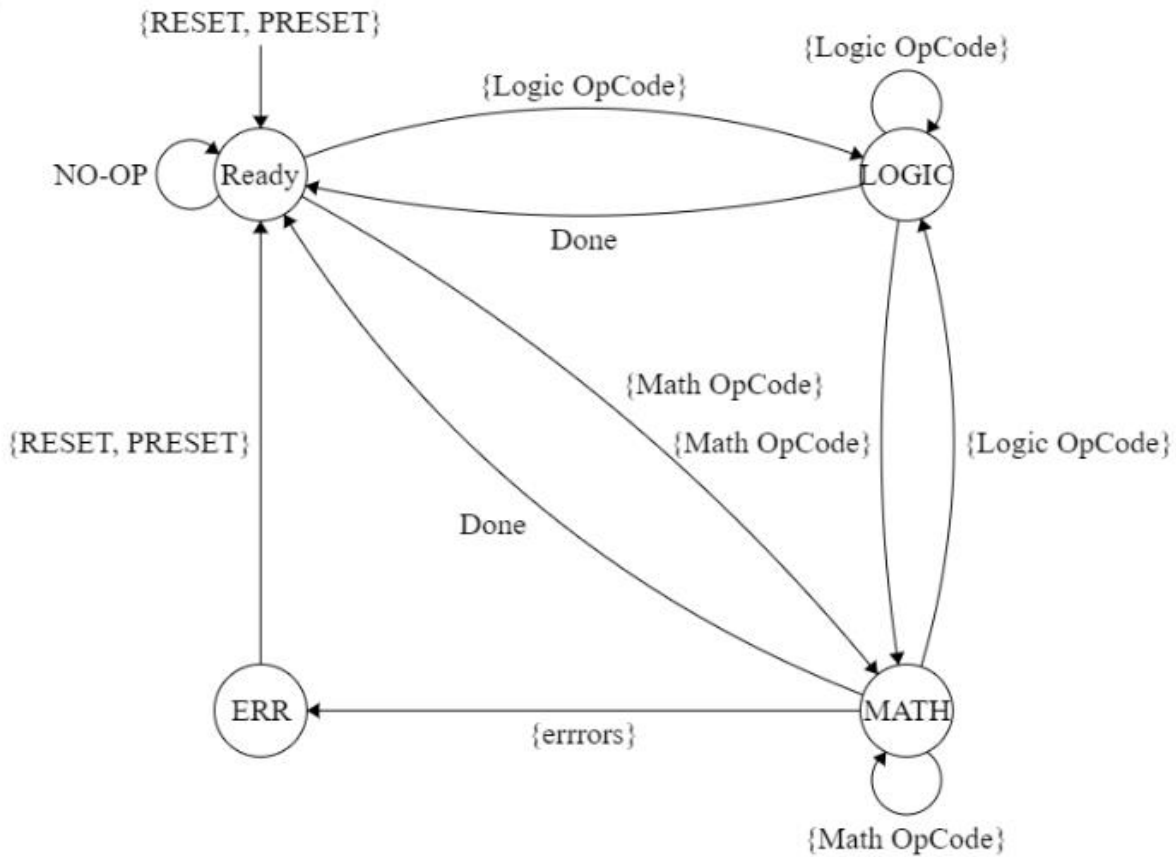 {RESET, PRESET}
{Logic OpCode}
{Logic OpCode}
NO-OP
Ready
LOGIC
Done
{Math OpCode}
{RESET, PRESET}
{Math OpCode}
{Logic OpCode}
Done
ERR
MATH
{errrors}
{Math OpCode}